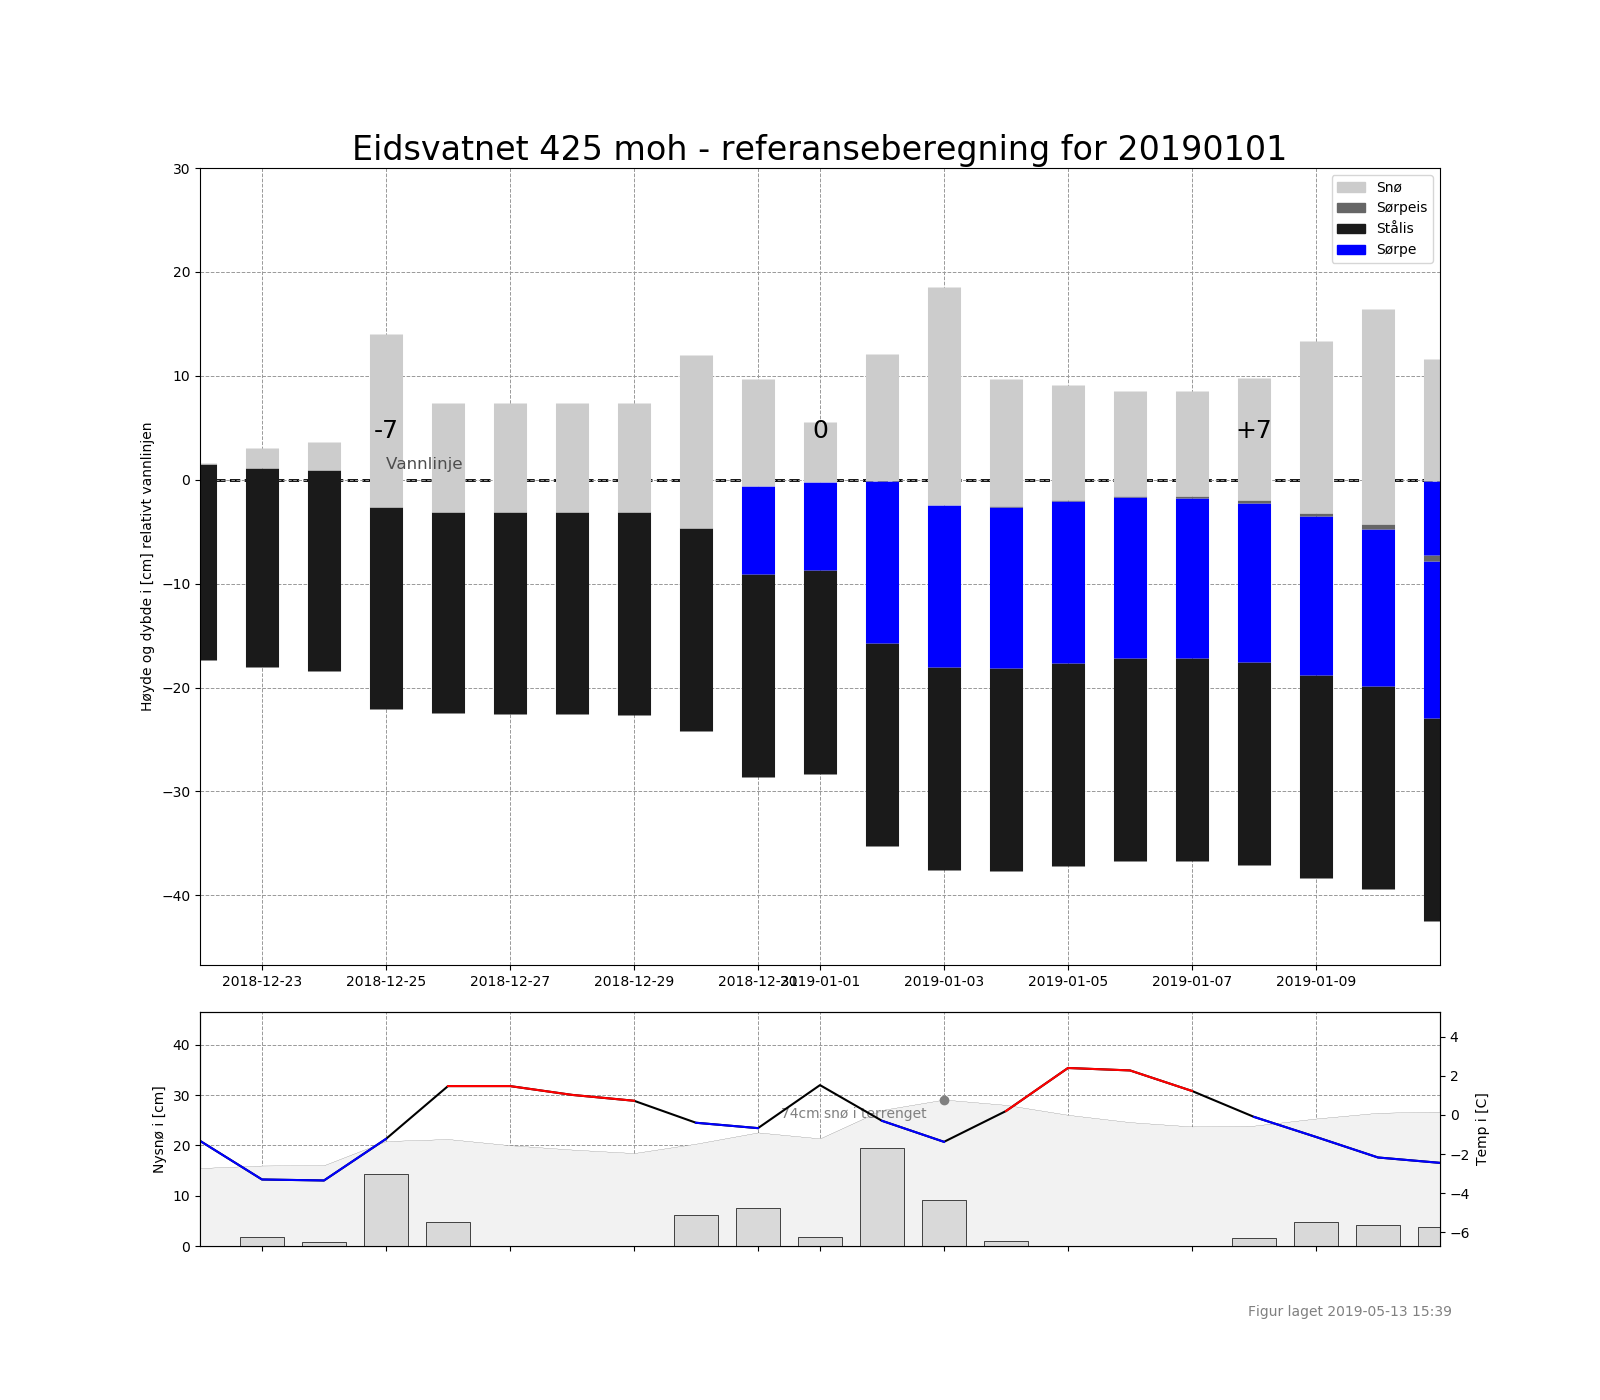 Eidsvatnet 425 moh - referanseberegning for 20190101
30
20
10
0
−10
−20
−30
−40
Høyde og dybde i [cm] relativt vannlinjen
Snø
Sørpeis
Stålis
Sørpe
-7
0
+7
Vannlinje
2018-12-23
2018-12-25
2018-12-27
2018-12-29
2018-12-31
2019-01-01
2019-01-03
2019-01-05
2019-01-07
2019-01-09
40
30
20
10
0
Nysnø i [cm]
74cm snø i terrenget
4
2
0
−2
−4
−6
Temp i [C]
Figur laget 2019-05-13 15:39